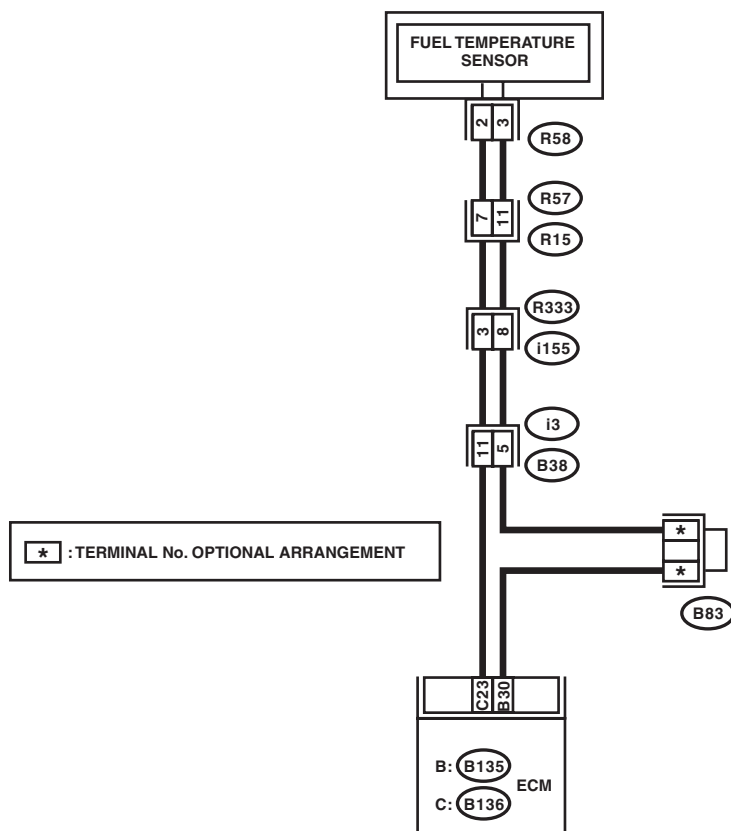 FUEL TEMPERATURE
SENSOR
2 3
R58
R57
7 11
R15
R333
3 8
i155
i3
11 5
B38
* : TERMINAL No. OPTIONAL ARRANGEMENT
*
*
B83
C23 B30
B: B135
ECM
C: B136